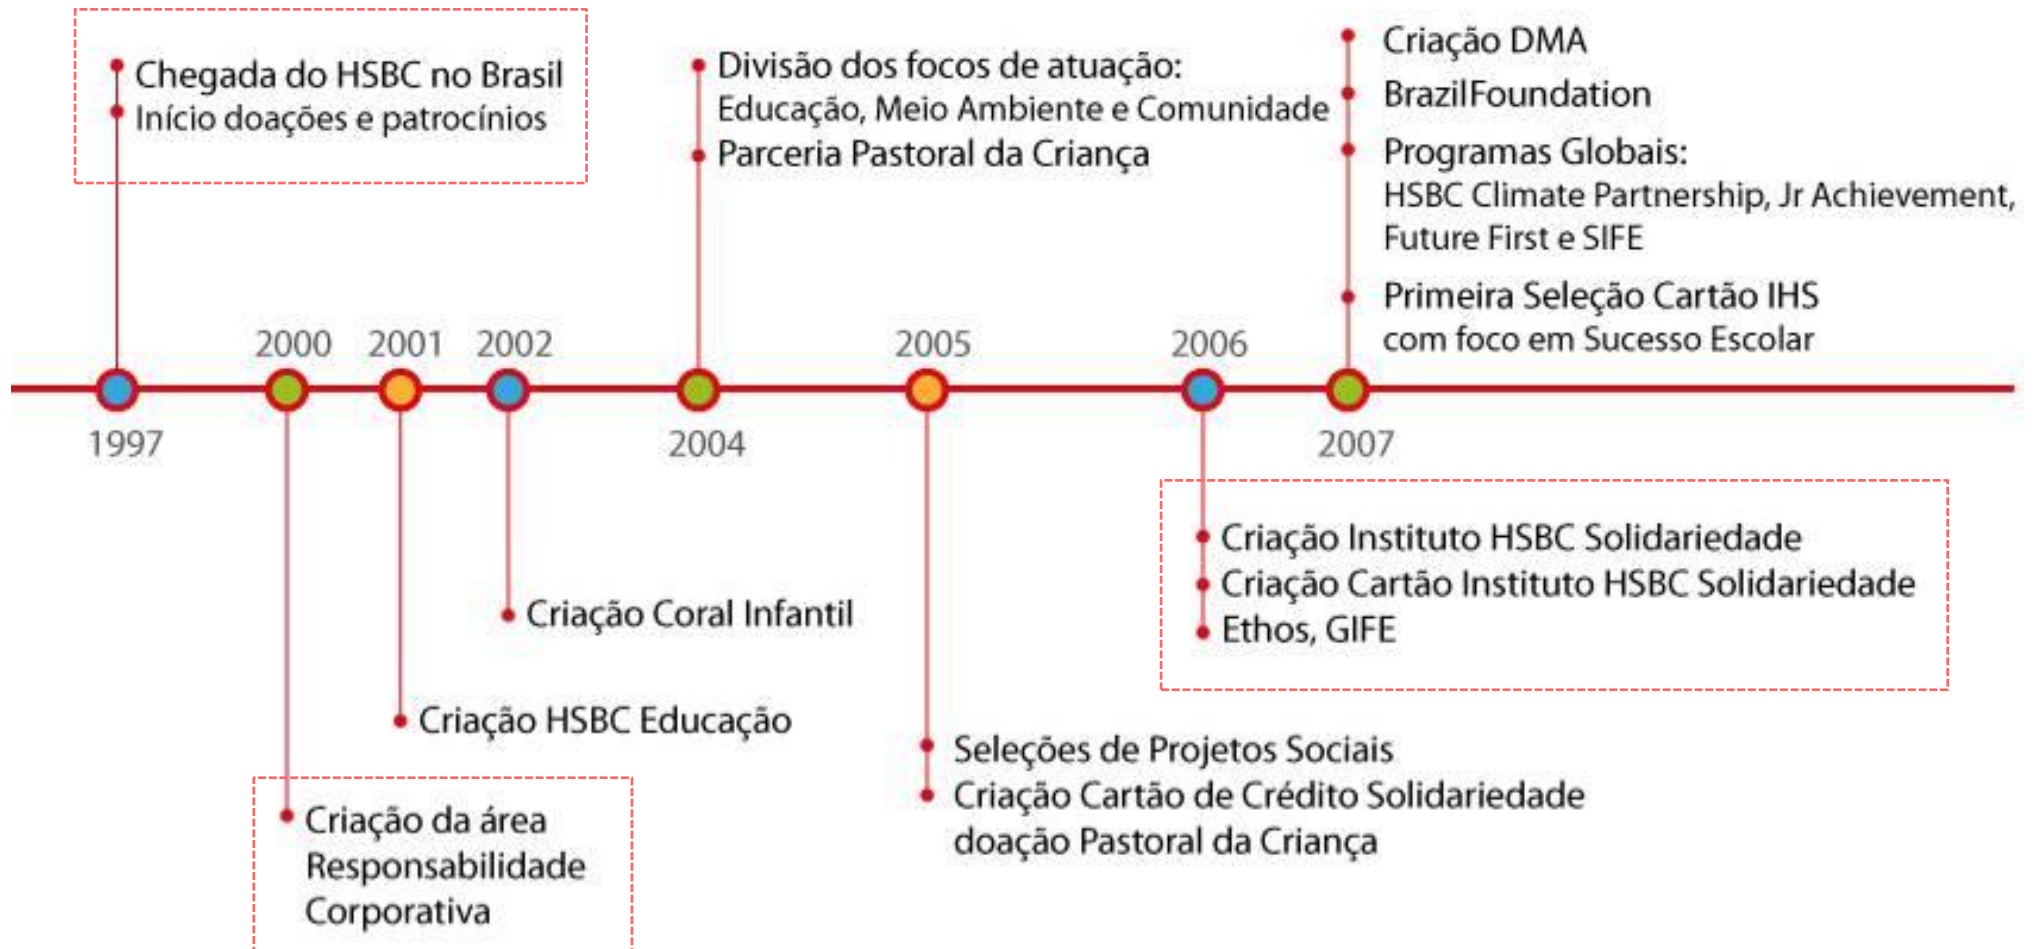 Chegada do HSBC no Brasil
Início doações e patrocínios
1997
2000
Criação da área
Responsabilidade
Corporativa
2001
Criação HSBC Educação
2002
Criação Coral Infantil
Divisão dos focos de atuação:
Educação, Meio Ambiente e Comunidade
Parceria Pastoral da Criança
2004
2005
Seleções de Projetos Sociais
Criação Cartão de Crédito Solidariedade
doação Pastoral da Criança
2006
Criação Instituto HSBC Solidariedade
Criação Cartão Instituto HSBC Solidariedade
Ethos, GIFE
Criação DMA
BrazilFoundation
Programas Globais:
HSBC Climate Partnership, Jr Achievement,
Future First e SIFE
Primeira Seleção Cartão IHS
com foco em Sucesso Escolar
2007